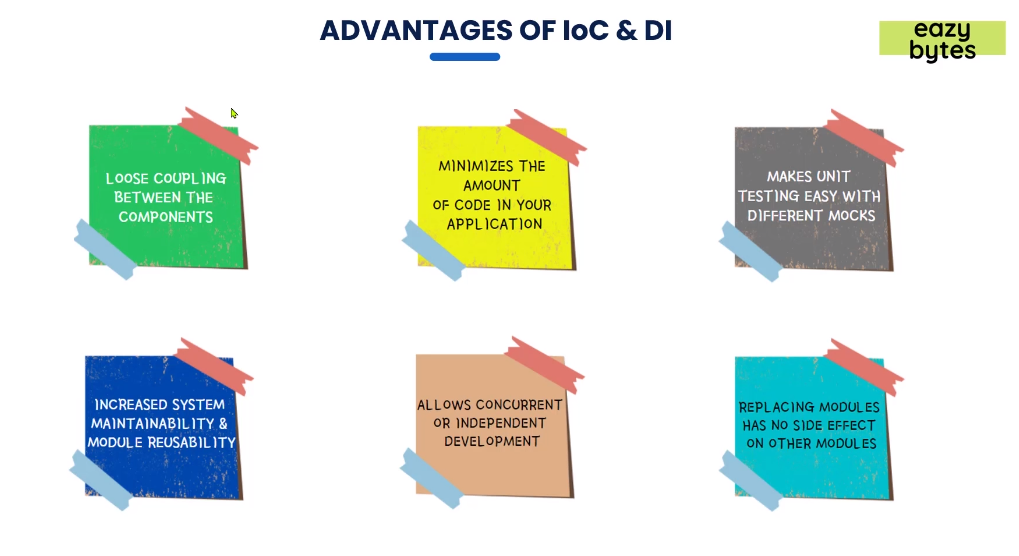 ADVANTAGES OF IoC & DI
eazy
bytes
LOOSE COUPLING
BETWEEN THE
COMPONENTS
MINIMIZES THE
AMOUNT
OF CODE IN YOUR
APPLICATION
MAKES UNIT
TESTING EASY WITH
DIFFERENT MOCKS
INCREASED SYSTEM
MAINTAINABILITY &
MODULE REUSABILITY
ALLOWS CONCURRENT
OR INDEPENDENT
DEVELOPMENT
REPLACING MODULES
HAS NO SIDE EFFECT
ON OTHER MODULES